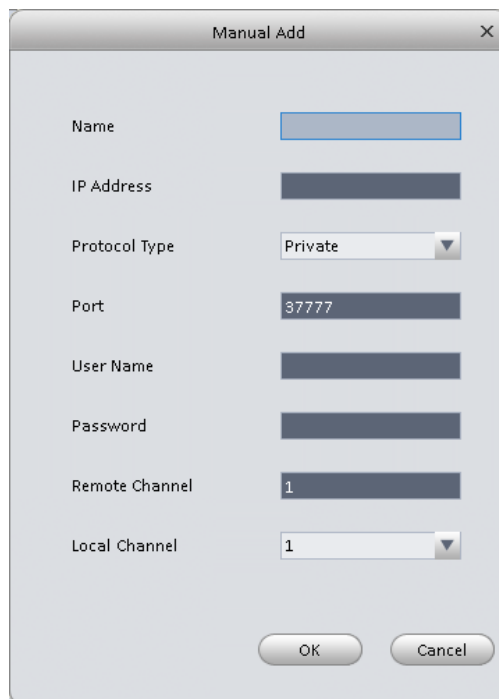 Manual Add
Name
IP Address
Protocol Type Private
Port 37777
User Name
Password
Remote Channel 1
Local Channel 1
OK Cancel